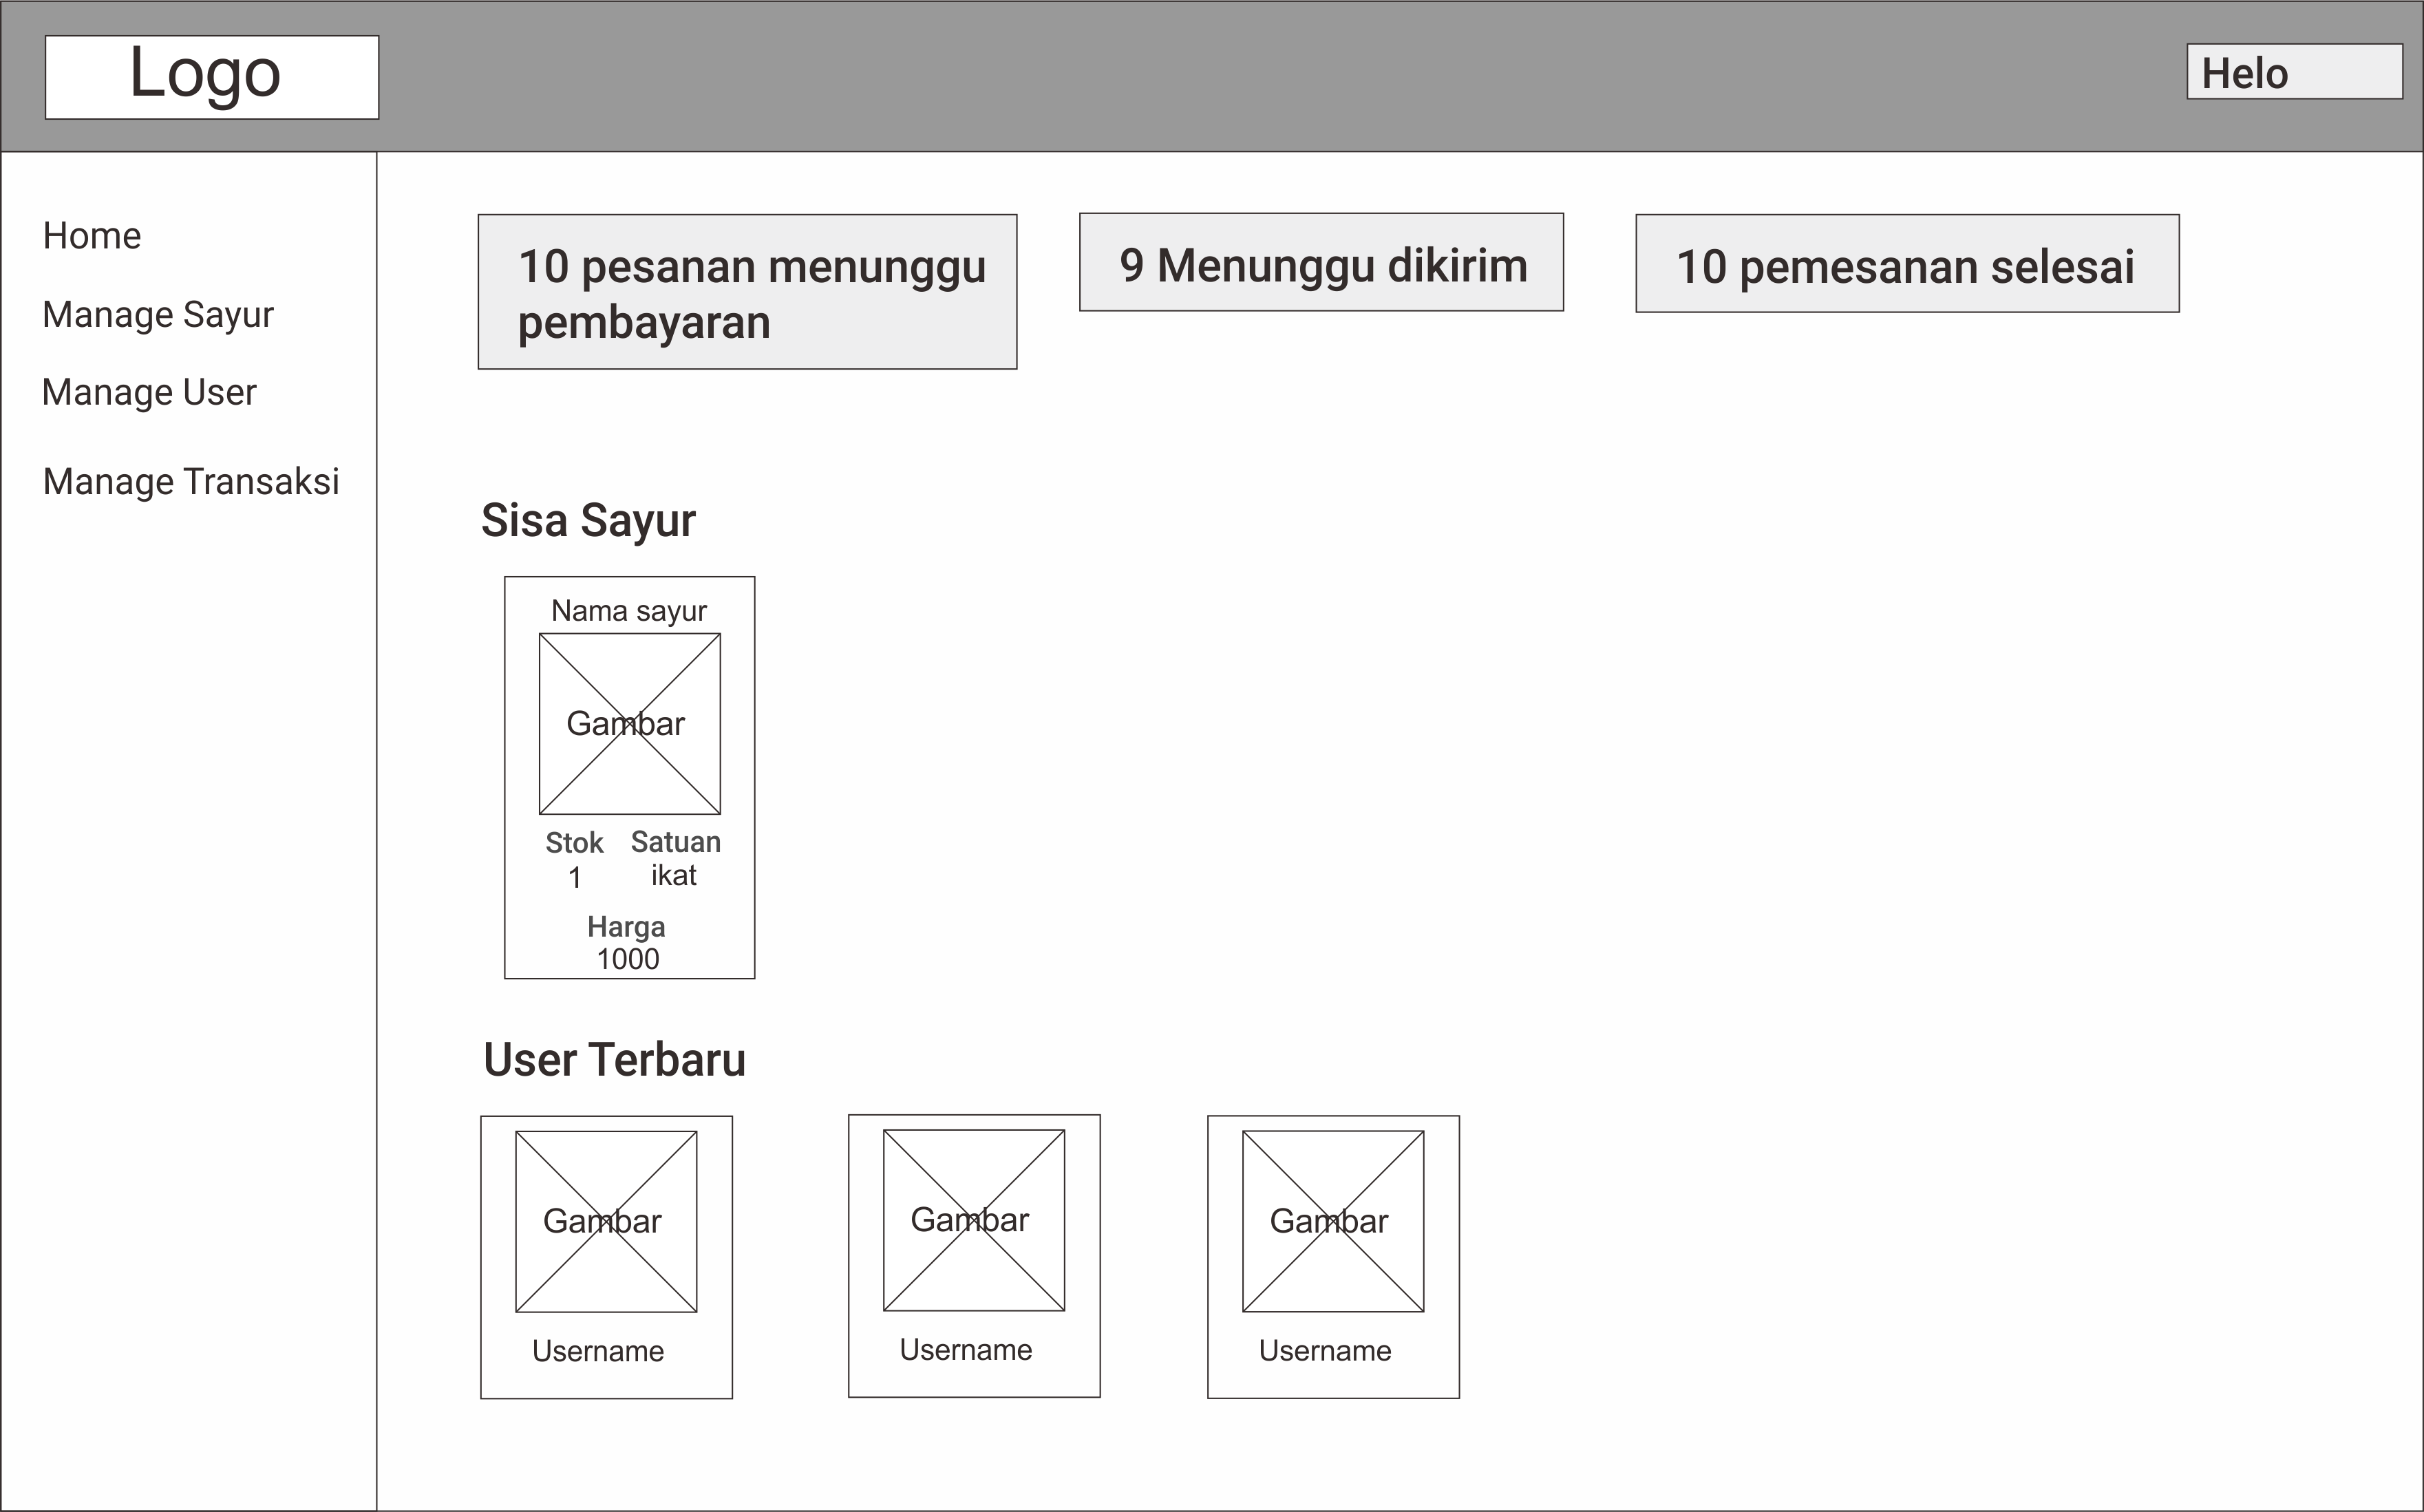 Logo
Helo
Home
Manage Sayur
Manage User
Manage Transaksi
10 pesanan menunggu
pembayaran
9 Menunggu dikirim
10 pemesanan selesai
Sisa Sayur
Nama sayur
Gambar
Stok Satuan
1 ikat
Harga
1000
User Terbaru
Gambar
Username
Gambar
Username
Gambar
Username